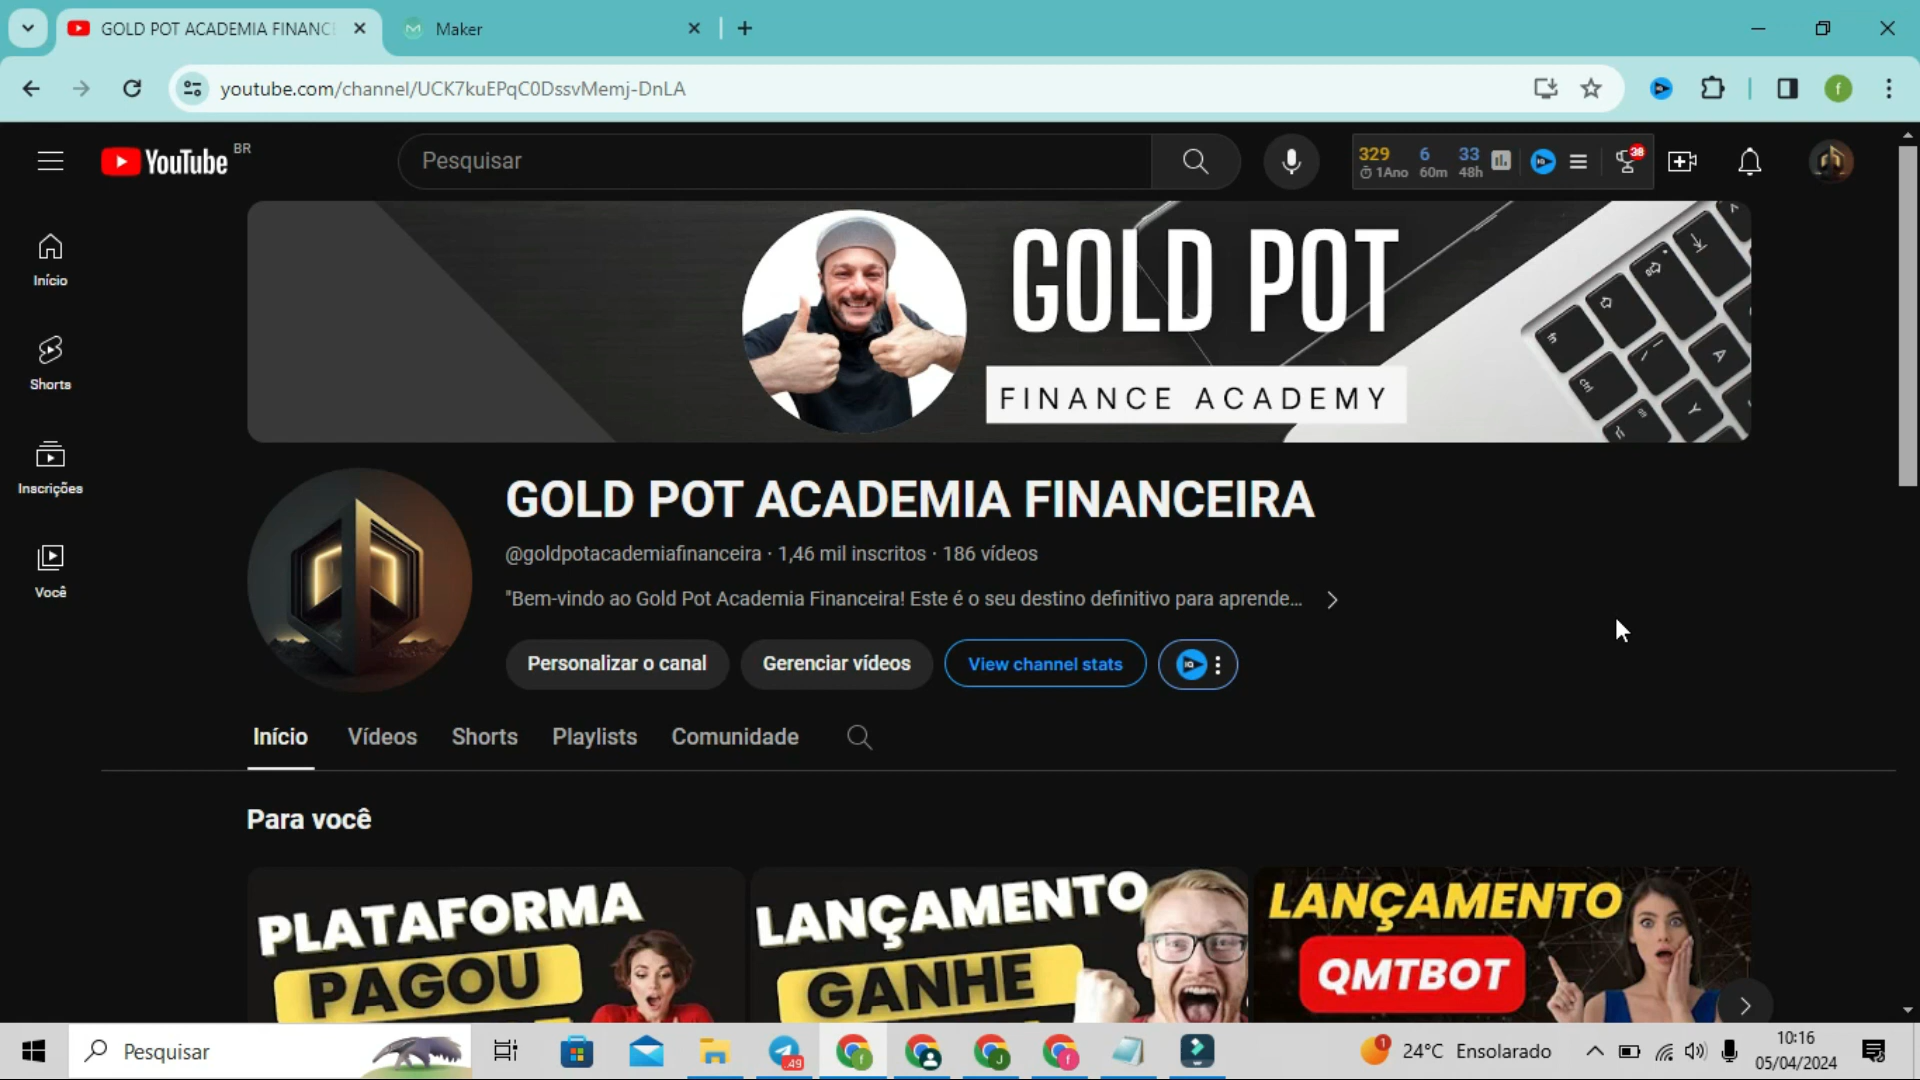 GOLD POT ACADEMIA FINANCE
Maker
youtube.com/channel/UCK7kuEPqC0DssvMemj-DnLA
YouTube BR
Pesquisar
329 6 33
1Ano 60m 48h
38
Início
Shorts
Inscrições
Você
GOLD POT
FINANCE ACADEMY
GOLD POT ACADEMIA FINANCEIRA
@goldpotacademiafinanceira · 1,46 mil inscritos · 186 vídeos
"Bem-vindo ao Gold Pot Academia Financeira! Este é o seu destino definitivo para aprende...
Personalizar o canal
Gerenciar vídeos
View channel stats
Início Vídeos Shorts Playlists Comunidade
Para você
PLATAFORMA
PAGOU
LANÇAMENTO
GANHE
LANÇAMENTO
QMTBOT
Pesquisar
24°C Ensolarado
10:16
05/04/2024